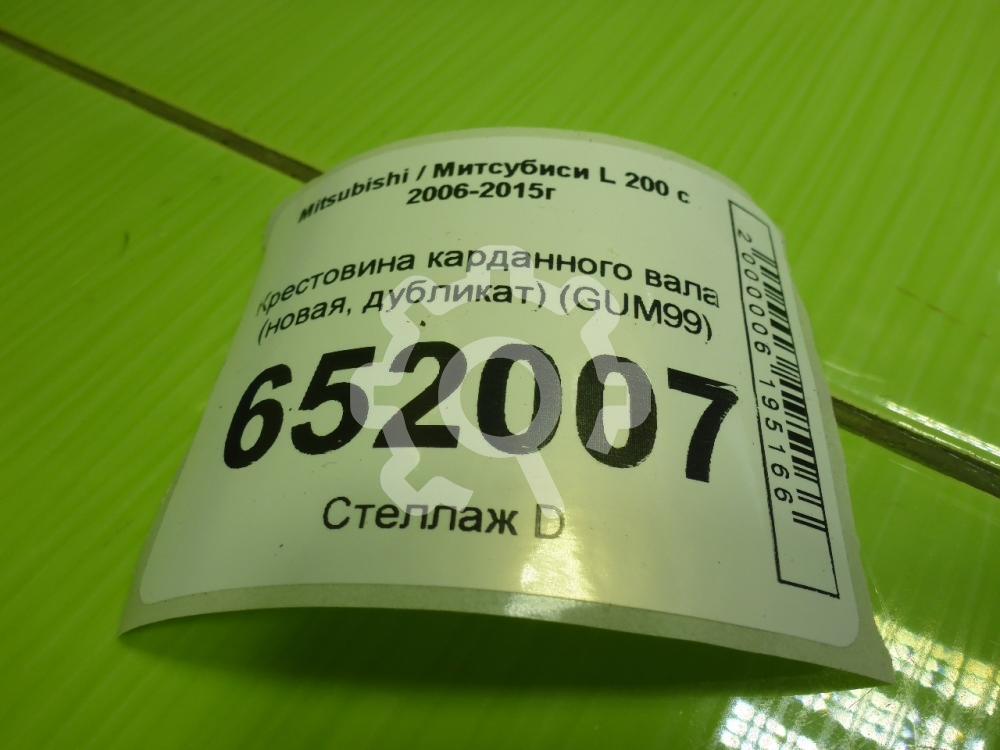 Mitsubishi / Митсубиси L 200 с
2006-2015г
Крестовина карданного вала
(новая, дубликат) (GUM99)
652007
Стеллаж D
2000006195166